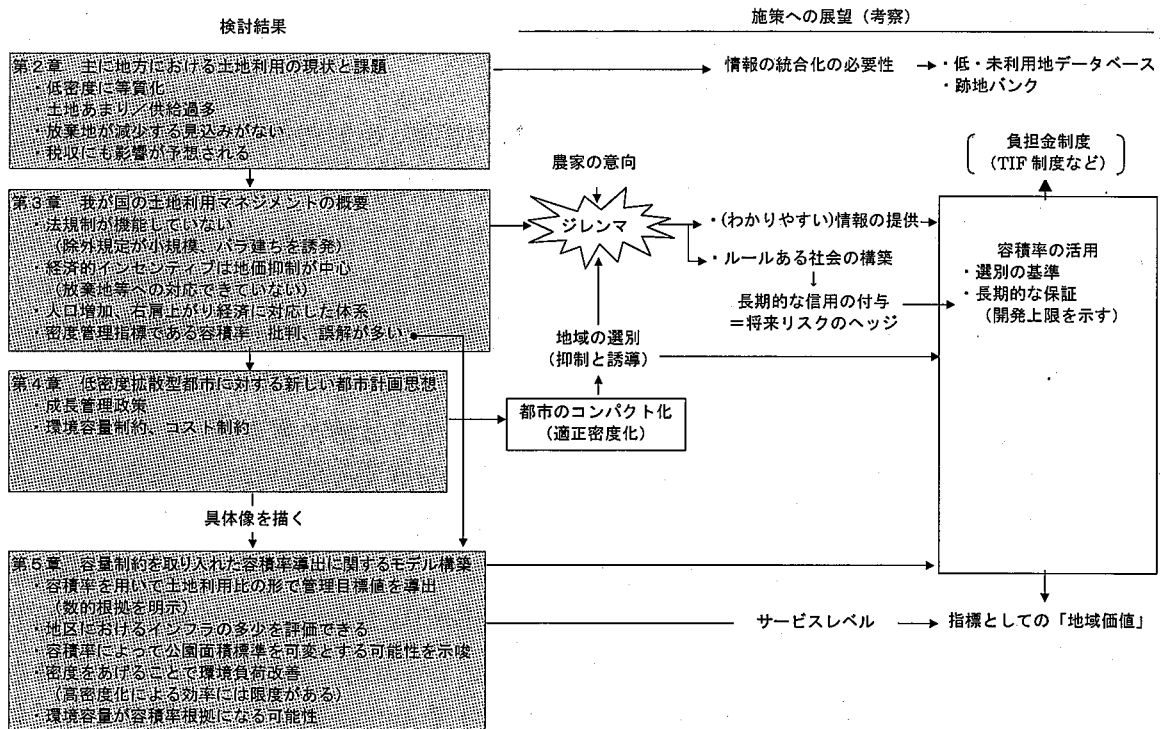 検討結果
施策への展望（考察）
第2章　主に地方における土地利用の現状と課題
・低密度に等質化
・土地あまり／供給過多
・放棄地が減少する見込みがない
・税収にも影響が予想される
情報の統合化の必要性
・低・未利用地データベース
・跡地バンク
負担金制度
(TIF 制度など)
第3章　我が国の土地利用マネジメントの概要
・法規制が機能していない
(除外規定が小規模、バラ建ちを誘発)
・経済的インセンティブは地価抑制が中心
(放棄地等への対応できていない)
・人口増加、右肩上がり経済に対応した体系
・密度管理指標である容積率　批判、誤解が多い
農家の意向
ジレンマ
・(わかりやすい)情報の提供
・ルールある社会の構築
長期的な信用の付与
＝将来リスクのヘッジ
地域の選別
(抑制と誘導)
容積率の活用
・選別の基準
・長期的な保証
(開発上限を示す)
第4章　低密度拡散型都市に対する新しい都市計画思想
・成長管理政策
・環境容量制約、コスト制約
都市のコンパクト化
(適正密度化)
具体像を描く
第5章　容量制約を取り入れた容積率導出に関するモデル構築
・容積率を用いて土地利用比の形で管理目標値を導出
(数的根拠を明示)
・地区におけるインフラの多少を評価できる
・容積率によって公園面積標準を可変とする可能性を示唆
・密度をあげることで環境負荷改善
(高密度化による効率には限度がある)
・環境容量が容積率根拠になる可能性
サービスレベル
指標としての「地域価値」